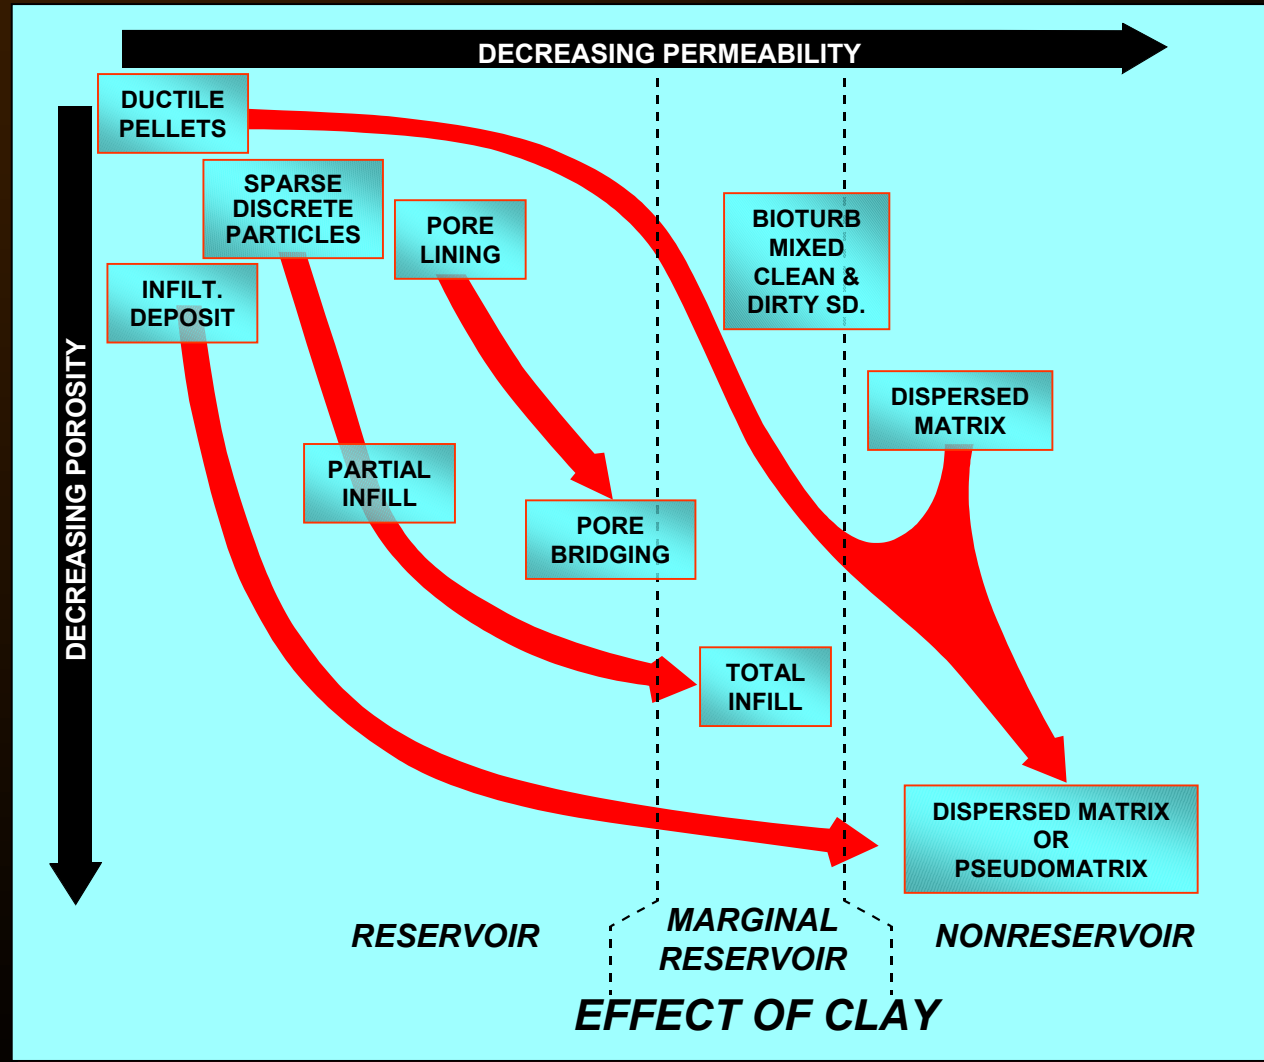 DECREASING PERMEABILITY
DECREASING POROSITY
DUCTILE
PELLETS
SPARSE
DISCRETE
PARTICLES
PORE
LINING
BIOTURB
MIXED
CLEAN &
DIRTY SD.
INFILT.
DEPOSIT
DISPERSED
MATRIX
PARTIAL
INFILL
PORE
BRIDGING
TOTAL
INFILL
DISPERSED MATRIX
OR
PSEUDOMATRIX
RESERVOIR
MARGINAL
RESERVOIR
NONRESERVOIR
EFFECT OF CLAY